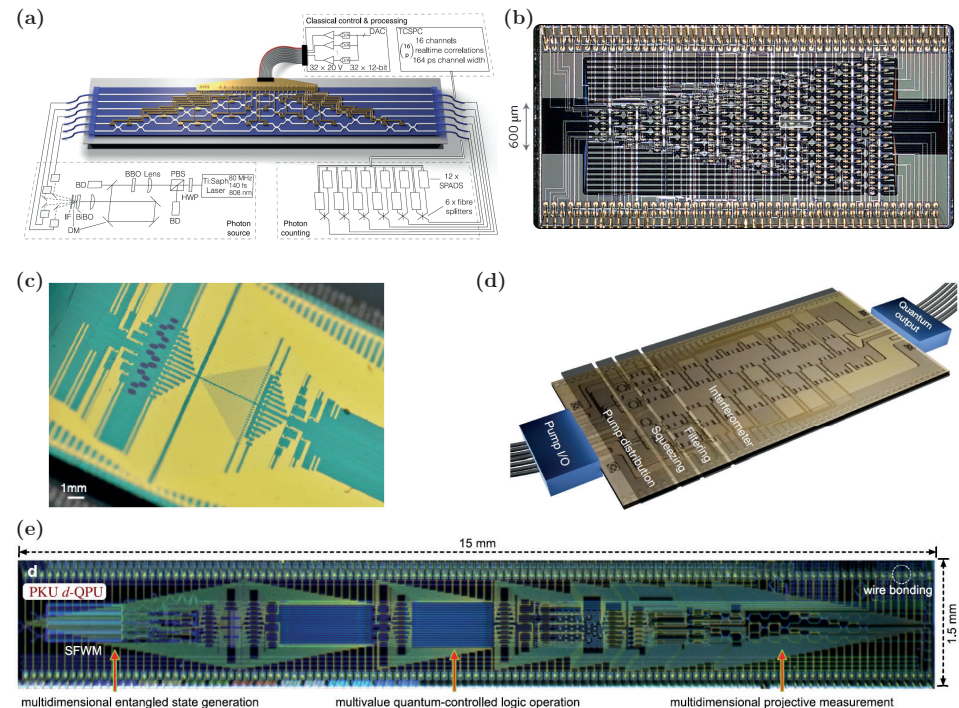 (a)
Classical control & processing
DAC
32 × 20 V
32 × 12-bit
TCSPC
(16 p)
16 channels
realtime correlations
164 ps channel width
BBO Lens
PBS
Ti:Saph
Laser
80 MHz
140 fs
808 nm
BD
HWP
IF BiBO
BD
DM
Photon
source
12 x
SPADS
6 x fibre
splitters
Photon
counting
(b)
600 µm
(c)
1mm
(d)
Quantum
output
Interferometer
Filtering
Squeezing
Pump distribution
Pump I/O
(e)
15 mm
d
PKU d-QPU
wire bonding
1.5 mm
SFWM
multidimensional entangled state generation
multivalue quantum-controlled logic operation
multidimensional projective measurement